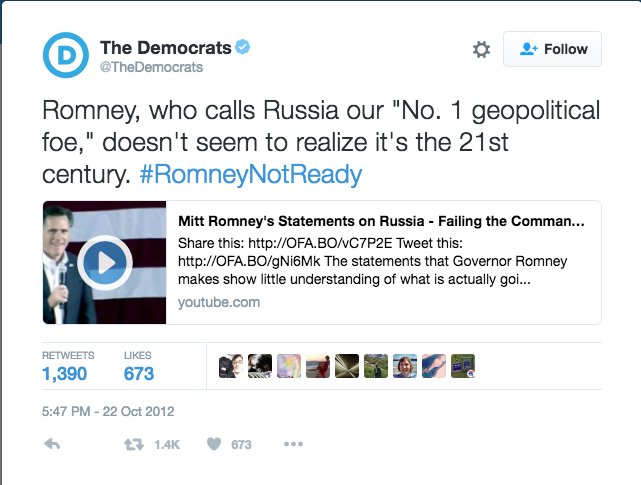 The Democrats
@TheDemocrats
Follow
Romney, who calls Russia our "No. 1 geopolitical
foe," doesn't seem to realize it's the 21st
century. #RomneyNotReady
Mitt Romney's Statements on Russia - Failing the Comman...
Share this: http://OFA.BO/vC7P2E Tweet this:
http://OFA.BO/gNi6Mk The statements that Governor Romney
makes show little understanding of what is actually goi...
youtube.com
RETWEETS LIKES
1,390 673
5:47 PM - 22 Oct 2012
1.4K 673